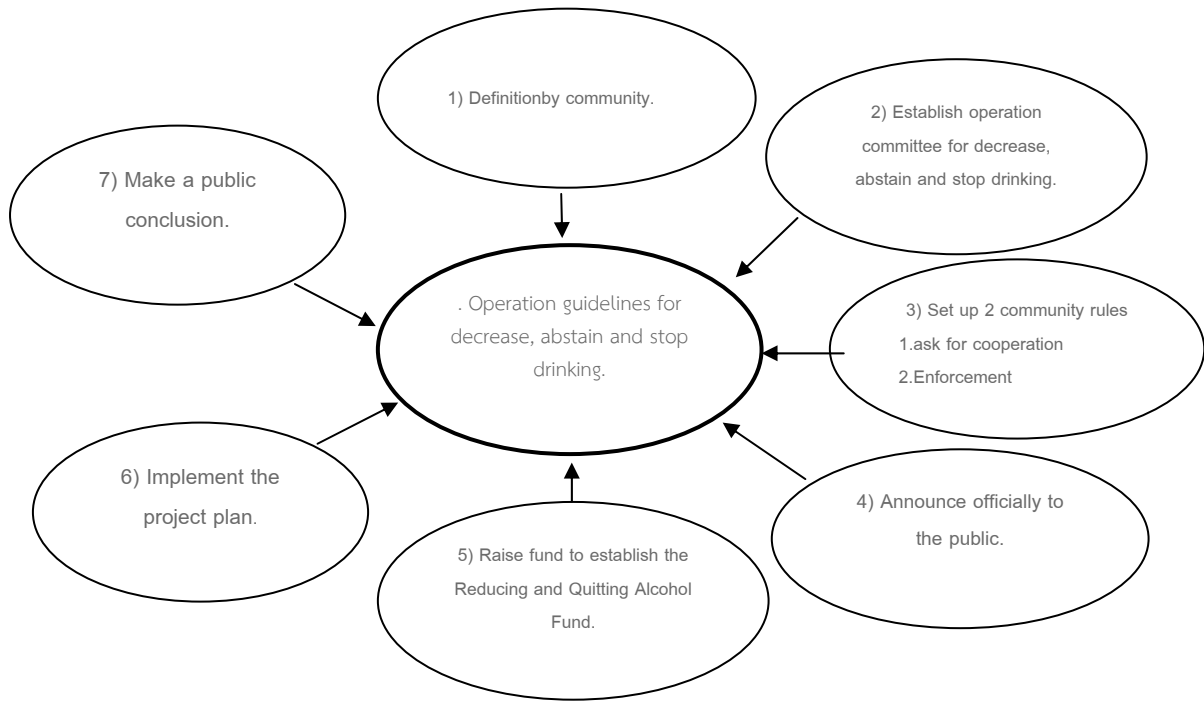 1) Definitionby community.
2) Establish operation
committee for decrease,
abstain and stop drinking.
7) Make a public
conclusion.
. Operation guidelines for
decrease, abstain and stop
drinking.
3) Set up 2 community rules
1.ask for cooperation
2.Enforcement
6) Implement the
project plan.
4) Announce officially to
the public.
5) Raise fund to establish the
Reducing and Quitting Alcohol
Fund.